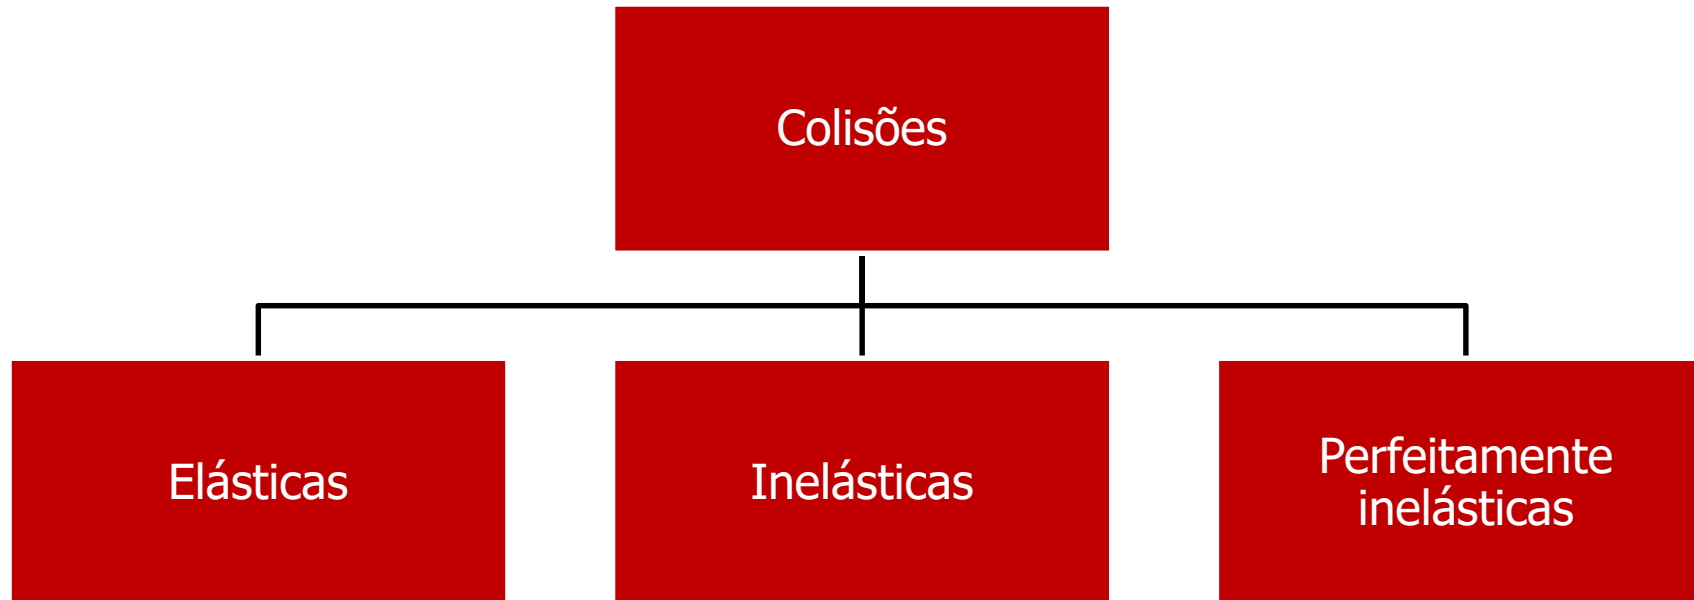 Colisões
Elásticas
Inelásticas
Perfeitamente
inelásticas